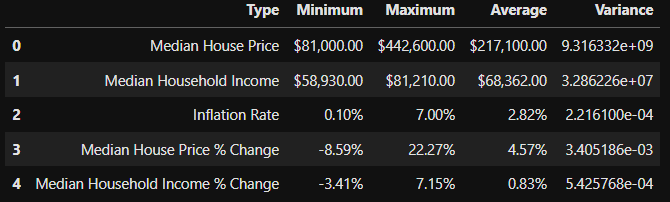 Type Minimum Maximum Average Variance
0 Median House Price $81,000.00 $442,600.00 $217,100.00 9.316332e+09
1 Median Household Income $58,930.00 $81,210.00 $68,362.00 3.286226e+07
2 Inflation Rate 0.10% 7.00% 2.82% 2.216100e-04
3 Median House Price % Change -8.59% 22.27% 4.57% 3.405186e-03
4 Median Household Income % Change -3.41% 7.15% 0.83% 5.425768e-04